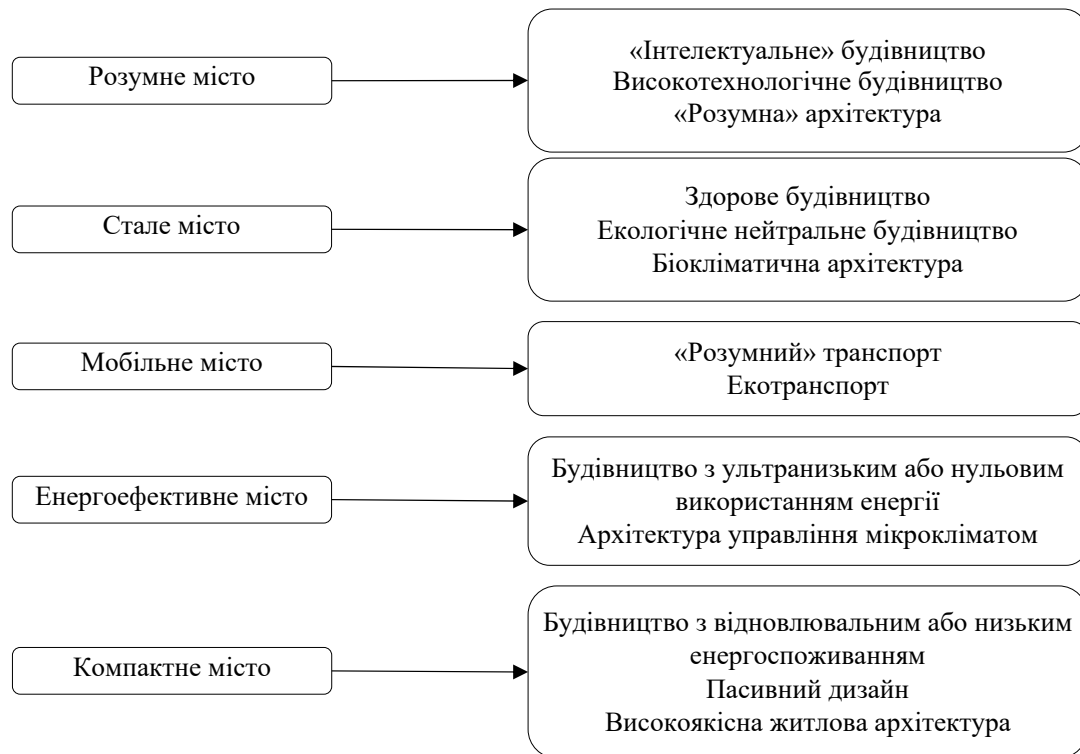 Розумне місто
«Інтелектуальне» будівництво
Високотехнологічне будівництво
«Розумна» архітектура
Стале місто
Здорове будівництво
Екологічне нейтральне будівництво
Біокліматична архітектура
Мобільне місто
«Розумний» транспорт
Екотранспорт
Енергоефективне місто
Будівництво з ультранизьким або нульовим
використанням енергії
Архітектура управління мікрокліматом
Компактне місто
Будівництво з відновлювальним або низьким
енергоспоживанням
Пасивний дизайн
Високоякісна житлова архітектура